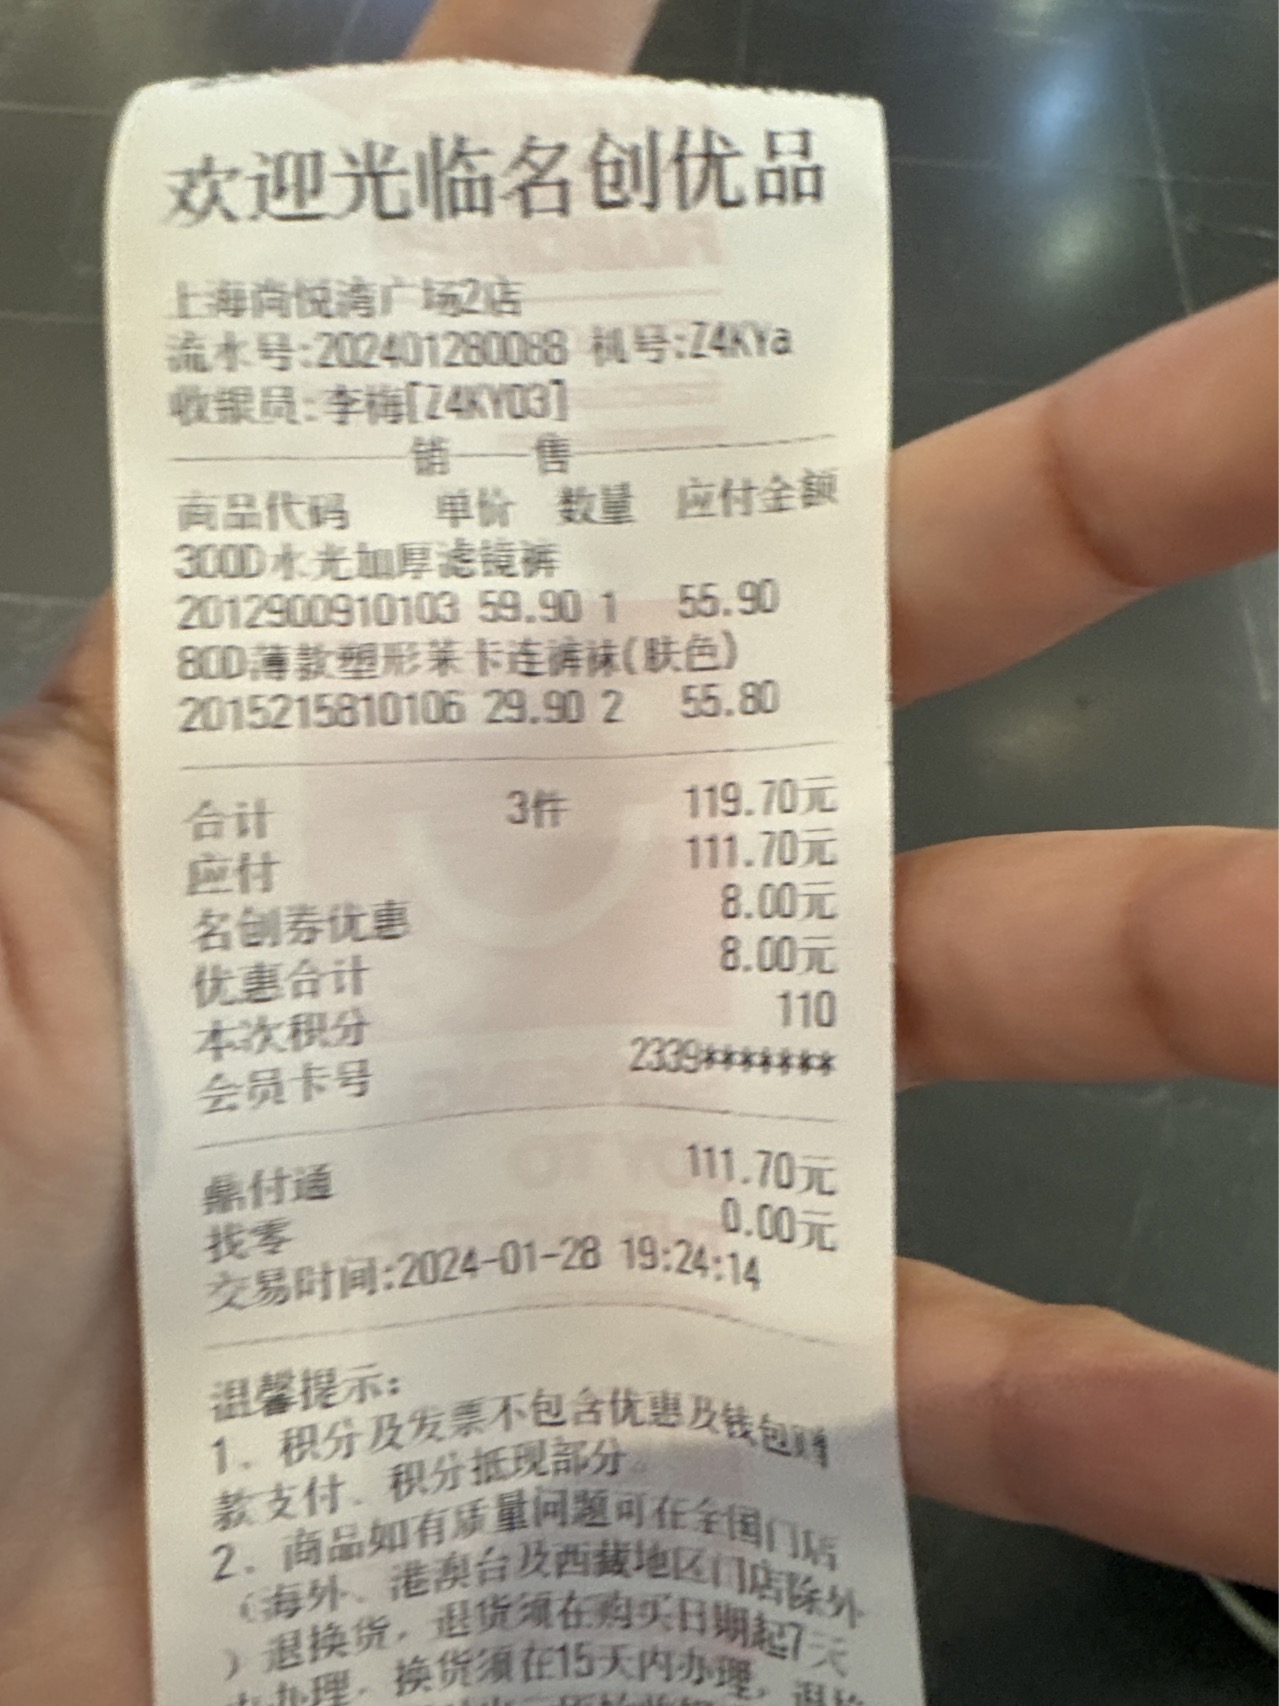 欢迎光临名创优品
上海尚悦湾广场2店
流水号:202401280088 机号:Z4KYa
收银员:李梅[Z4KY03]
销 售
商品代码 单价 数量 应付金额
300D水光加厚滤镜裤
2012900910103 59.90 1 55.90
80D薄款塑形莱卡连裤袜(肤色)
2015215810106 29.90 2 55.80
合计 3件 119.70元
应付 111.70元
名创券优惠 8.00元
优惠合计 8.00元
本次积分 110
会员卡号 2339*******
鼎付通 111.70元
找零 0.00元
交易时间:2024-01-28 19:24:14
温馨提示:
1、积分及发票不包含优惠及钱包赠
款支付、积分抵现部分。
2、商品如有质量问题可在全国门店
(海外、港澳台及西藏地区门店除外
)退换货，退货须在购买日期起7天
内办理，换货须在15天内办理，